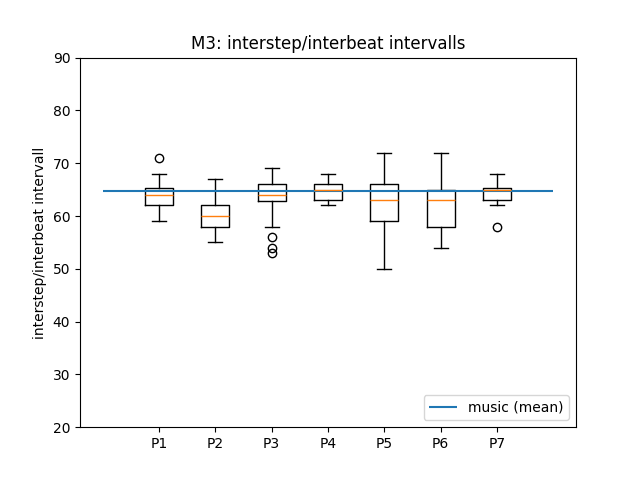 M3: interstep/interbeat intervalls
interstep/interbeat intervall
90
80
70
60
50
40
30
20
P1 P2 P3 P4 P5 P6 P7
music (mean)